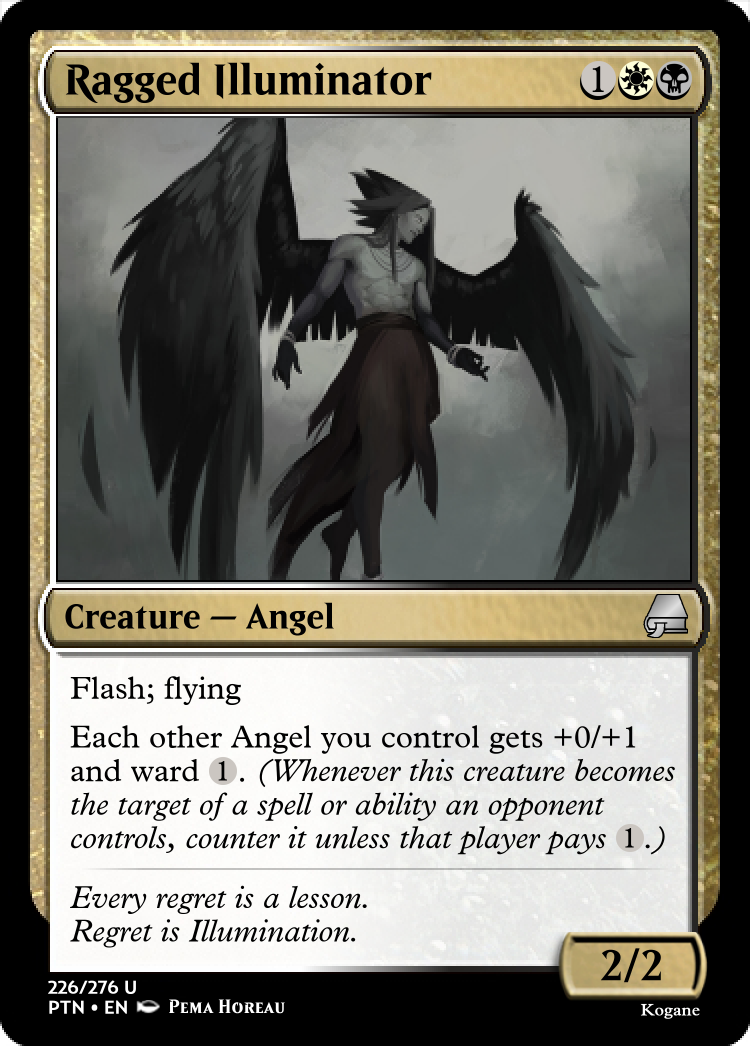 Ragged Illuminator 1
Creature — Angel
Flash; flying
Each other Angel you control gets +0/+1
and ward 1. (Whenever this creature becomes
the target of a spell or ability an opponent
controls, counter it unless that player pays 1.)
Every regret is a lesson.
Regret is Illumination.
2/2
226/276 U
PTN • EN Pema Horeau
Kogane